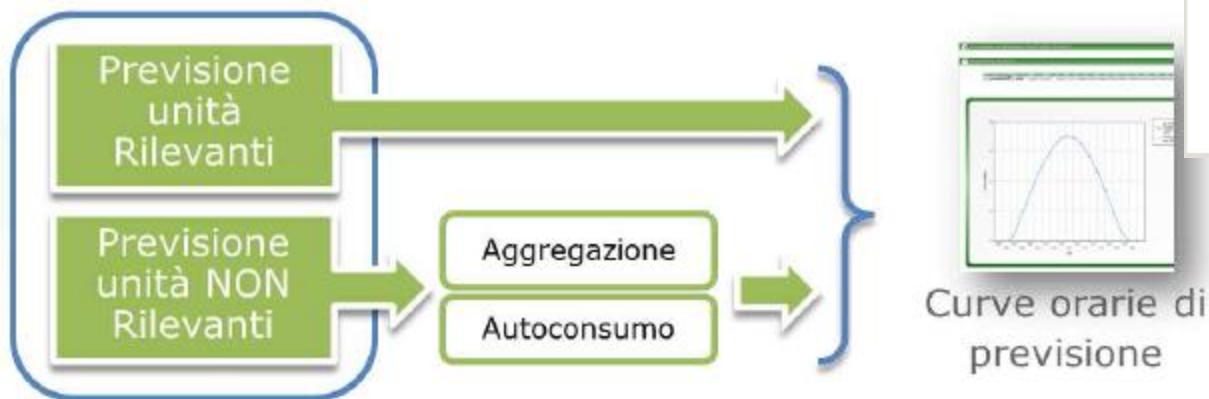 Previsione
unità
Rilevanti
Previsione
unità NON
Rilevanti
Aggregazione
Autoconsumo
Curve orarie di
previsione